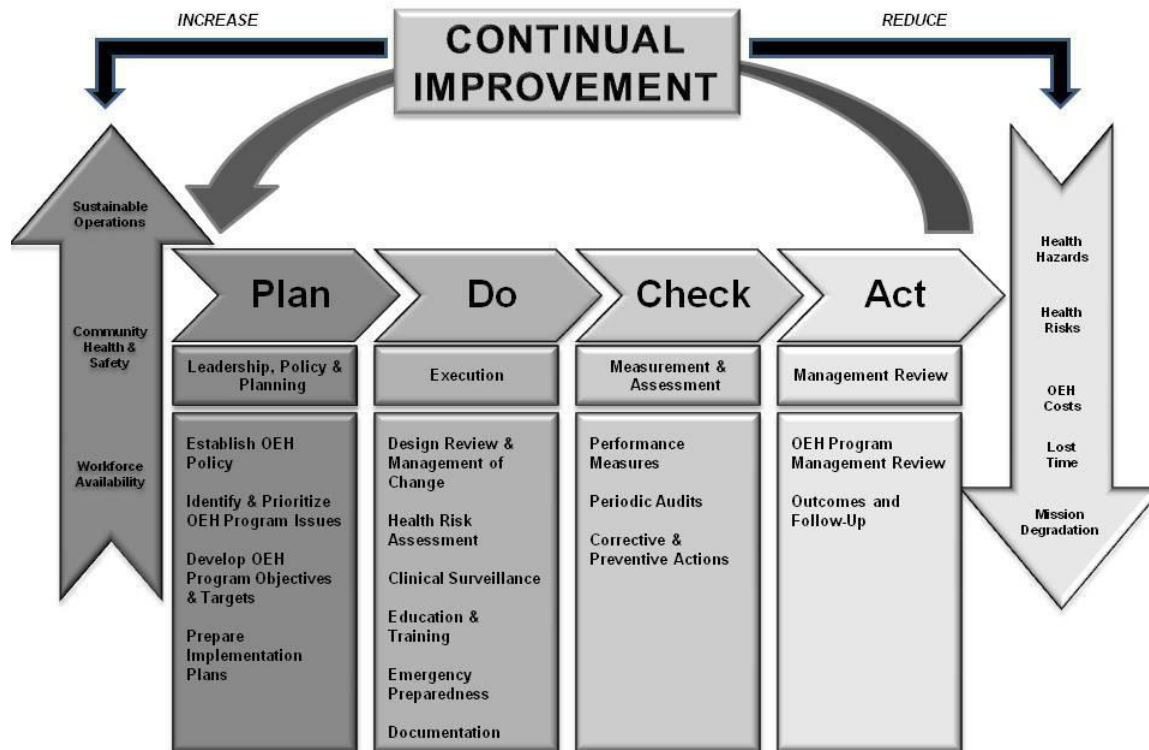 INCREASE
REDUCE
CONTINUAL
IMPROVEMENT
Sustainable
Operations
Community
Health &
Safety
Workforce
Availability
Plan
Do
Check
Act
Leadership, Policy &
Planning
Execution
Measurement &
Assessment
Management Review
Establish OEH
Policy
Identify & Prioritize
OEH Program Issues
Develop OEH
Program Objectives
& Targets
Prepare
Implementation
Plans
Design Review &
Management of
Change
Health Risk
Assessment
Clinical Surveillance
Education &
Training
Emergency
Preparedness
Documentation
Performance
Measures
Periodic Audits
Corrective &
Preventive Actions
OEH Program
Management Review
Outcomes and
Follow-Up
Health
Hazards
Health
Risks
OEH
Costs
Lost
Time
Mission
Degradation